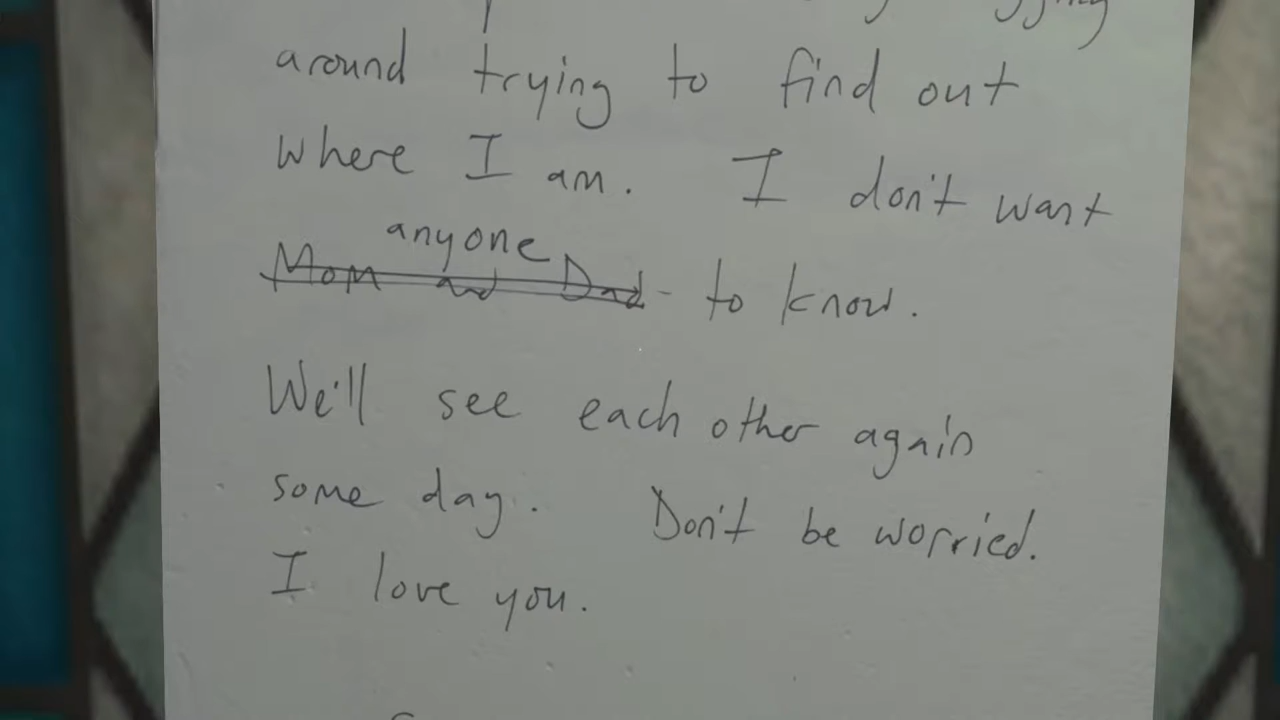 around trying to find out
where I am. I don't want
anyone
Mom and Dad to know.
We'll see each other again
some day. Don't be worried.
I love you.